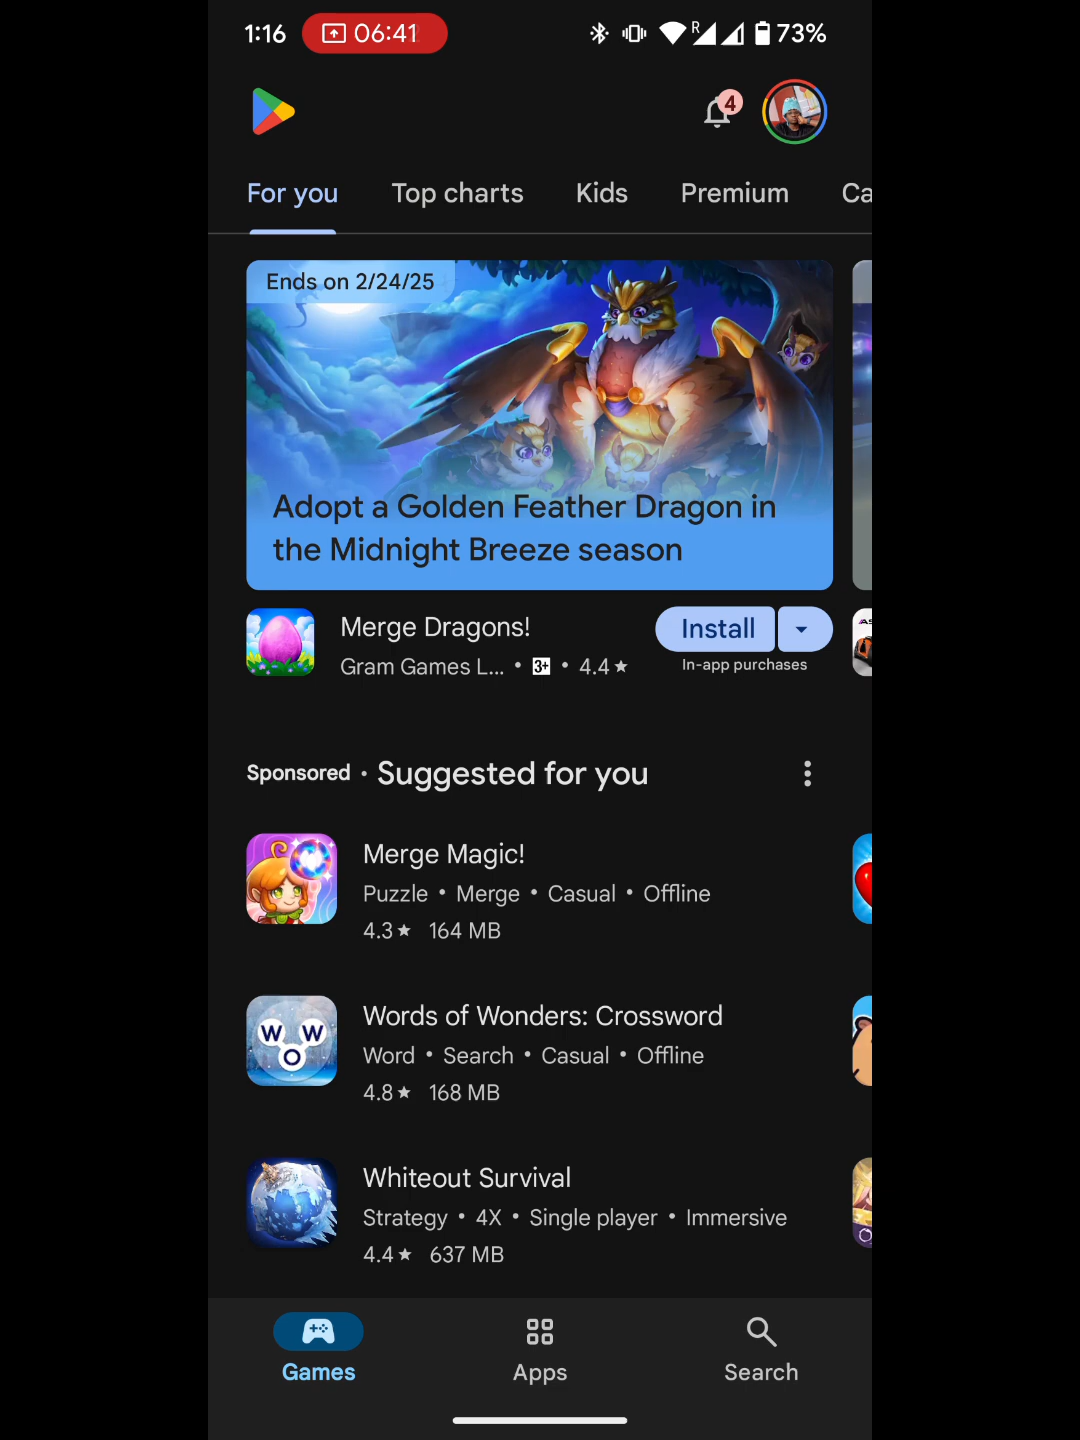 1:16 06:41 R 73%
4
For you Top charts Kids Premium Ca
Ends on 2/24/25
Adopt a Golden Feather Dragon in
the Midnight Breeze season
Merge Dragons!
Gram Games L... • 3+ • 4.4★
Install
In-app purchases
AS
Sponsored • Suggested for you
Merge Magic!
Puzzle • Merge • Casual • Offline
4.3★ 164 MB
W W
O
Words of Wonders: Crossword
Word • Search • Casual • Offline
4.8★ 168 MB
Whiteout Survival
Strategy • 4X • Single player • Immersive
4.4★ 637 MB
Games Apps Search